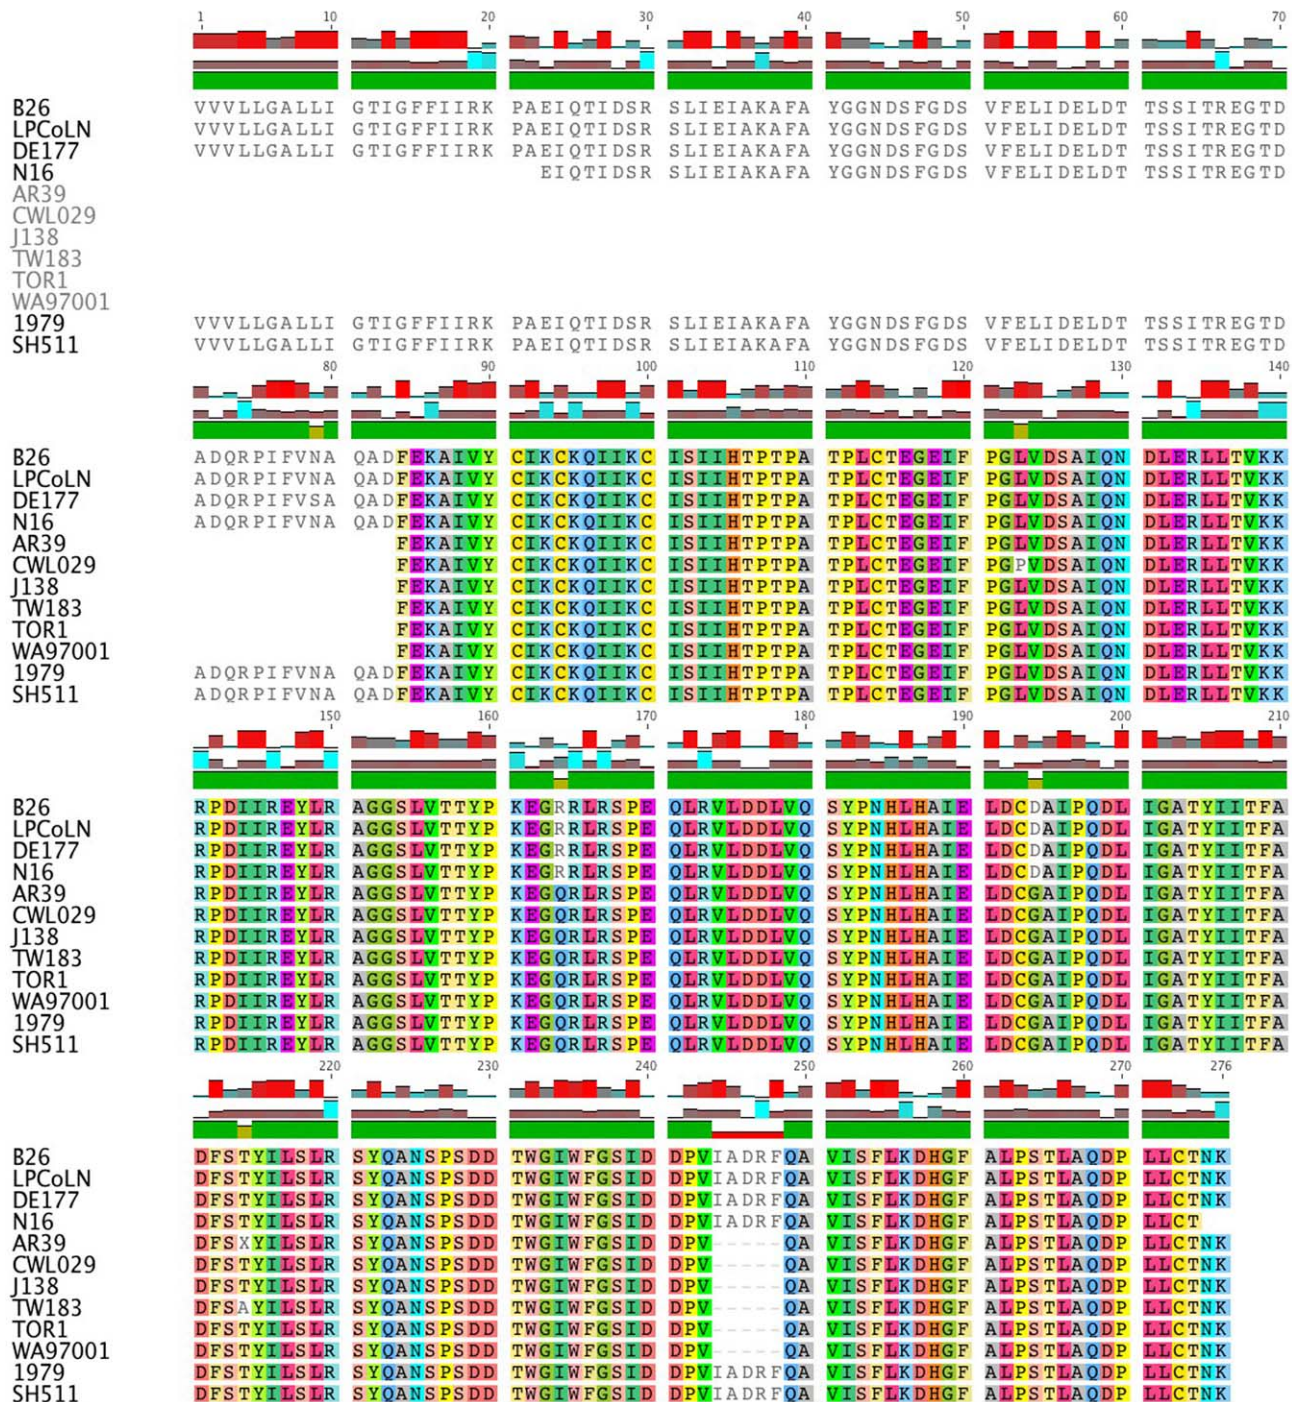 1 10 20 30 40 50 60 70
B26 VVVLLGALLI GTIGFFIIRK PAEIQTIDSR SLIEIAKAFA YGGNDSFGDS VFELIDELDT TSSITREGTD
LPCoLN VVVLLGALLI GTIGFFIIRK PAEIQTIDSR SLIEIAKAFA YGGNDSFGDS VFELIDELDT TSSITREGTD
DE177 VVVLLGALLI GTIGFFIIRK PAEIQTIDSR SLIEIAKAFA YGGNDSFGDS VFELIDELDT TSSITREGTD
N16 EIQTIDSR SLIEIAKAFA YGGNDSFGDS VFELIDELDT TSSITREGTD
AR39
CWL029
J138
TW183
TOR1
WA97001
1979 VVVLLGALLI GTIGFFIIRK PAEIQTIDSR SLIEIAKAFA YGGNDSFGDS VFELIDELDT TSSITREGTD
SH511 VVVLLGALLI GTIGFFIIRK PAEIQTIDSR SLIEIAKAFA YGGNDSFGDS VFELIDELDT TSSITREGTD
80 90 100 110 120 130 140
B26 ADQRPIFVNA QADFEKAIVY CIKCKQIIKC ISIIHTPTPA TPLCTEGEIF PGLVDSAIQN DLERLLTVKK
LPCoLN ADQRPIFVNA QADFEKAIVY CIKCKQIIKC ISIIHTPTPA TPLCTEGEIF PGLVDSAIQN DLERLLTVKK
DE177 ADQRPIFVSA QADFEKAIVY CIKCKQIIKC ISIIHTPTPA TPLCTEGEIF PGLVDSAIQN DLERLLTVKK
N16 ADQRPIFVNA QADFEKAIVY CIKCKQIIKC ISIIHTPTPA TPLCTEGEIF PGLVDSAIQN DLERLLTVKK
AR39 FEKAIVY CIKCKQIIKC ISIIHTPTPA TPLCTEGEIF PGLVDSAIQN DLERLLTVKK
CWL029 FEKAIVY CIKCKQIIKC ISIIHTPTPA TPLCTEGEIF PGPVDSAIQN DLERLLTVKK
J138 FEKAIVY CIKCKQIIKC ISIIHTPTPA TPLCTEGEIF PGLVDSAIQN DLERLLTVKK
TW183 FEKAIVY CIKCKQIIKC ISIIHTPTPA TPLCTEGEIF PGLVDSAIQN DLERLLTVKK
TOR1 FEKAIVY CIKCKQIIKC ISIIHTPTPA TPLCTEGEIF PGLVDSAIQN DLERLLTVKK
WA97001 FEKAIVY CIKCKQIIKC ISIIHTPTPA TPLCTEGEIF PGLVDSAIQN DLERLLTVKK
1979 ADQRPIFVNA QADFEKAIVY CIKCKQIIKC ISIIHTPTPA TPLCTEGEIF PGLVDSAIQN DLERLLTVKK
SH511 ADQRPIFVNA QADFEKAIVY CIKCKQIIKC ISIIHTPTPA TPLCTEGEIF PGLVDSAIQN DLERLLTVKK
150 160 170 180 190 200 210
B26 RPDIIREYLR AGGSLVTTYP KEGRRLRSPE QLRVLDDLVQ SYPNHLHAIE LDCDAIPQDL IGATYIITFA
LPCoLN RPDIIREYLR AGGSLVTTYP KEGRRLRSPE QLRVLDDLVQ SYPNHLHAIE LDCDAIPQDL IGATYIITFA
DE177 RPDIIREYLR AGGSLVTTYP KEGRRLRSPE QLRVLDDLVQ SYPNHLHAIE LDCDAIPQDL IGATYIITFA
N16 RPDIIREYLR AGGSLVTTYP KEGRRLRSPE QLRVLDDLVQ SYPNHLHAIE LDCDAIPQDL IGATYIITFA
AR39 RPDIIREYLR AGGSLVTTYP KEGQRLRSPE QLRVLDDLVQ SYPNHLHAIE LDCGAIPQDL IGATYIITFA
CWL029 RPDIIREYLR AGGSLVTTYP KEGQRLRSPE QLRVLDDLVQ SYPNHLHAIE LDCGAIPQDL IGATYIITFA
J138 RPDIIREYLR AGGSLVTTYP KEGQRLRSPE QLRVLDDLVQ SYPNHLHAIE LDCGAIPQDL IGATYIITFA
TW183 RPDIIREYLR AGGSLVTTYP KEGQRLRSPE QLRVLDDLVQ SYPNHLHAIE LDCGAIPQDL IGATYIITFA
TOR1 RPDIIREYLR AGGSLVTTYP KEGQRLRSPE QLRVLDDLVQ SYPNHLHAIE LDCGAIPQDL IGATYIITFA
WA97001 RPDIIREYLR AGGSLVTTYP KEGQRLRSPE QLRVLDDLVQ SYPNHLHAIE LDCGAIPQDL IGATYIITFA
1979 RPDIIREYLR AGGSLVTTYP KEGQRLRSPE QLRVLDDLVQ SYPNHLHAIE LDCGAIPQDL IGATYIITFA
SH511 RPDIIREYLR AGGSLVTTYP KEGQRLRSPE QLRVLDDLVQ SYPNHLHAIE LDCGAIPQDL IGATYIITFA
220 230 240 250 260 270 276
B26 DFSTYILSLR SYQANSPSDD TWGIWFGSID DPVIADRFQA VISFLKDHGF ALPSTLAQDP LLCTNK
LPCoLN DFSTYILSLR SYQANSPSDD TWGIWFGSID DPVIADRFQA VISFLKDHGF ALPSTLAQDP LLCTNK
DE177 DFSTYILSLR SYQANSPSDD TWGIWFGSID DPVIADRFQA VISFLKDHGF ALPSTLAQDP LLCTNK
N16 DFSTYILSLR SYQANSPSDD TWGIWFGSID DPVIADRFQA VISFLKDHGF ALPSTLAQDP LLCT
AR39 DFSXYILSLR SYQANSPSDD TWGIWFGSID DPV-----QA VISFLKDHGF ALPSTLAQDP LLCTNK
CWL029 DFSTYILSLR SYQANSPSDD TWGIWFGSID DPV-----QA VISFLKDHGF ALPSTLAQDP LLCTNK
J138 DFSTYILSLR SYQANSPSDD TWGIWFGSID DPV-----QA VISFLKDHGF ALPSTLAQDP LLCTNK
TW183 DFSAYILSLR SYQANSPSDD TWGIWFGSID DPV-----QA VISFLKDHGF ALPSTLAQDP LLCTNK
TOR1 DFSTYILSLR SYQANSPSDD TWGIWFGSID DPV-----QA VISFLKDHGF ALPSTLAQDP LLCTNK
WA97001 DFSTYILSLR SYQANSPSDD TWGIWFGSID DPV-----QA VISFLKDHGF ALPSTLAQDP LLCTNK
1979 DFSTYILSLR SYQANSPSDD TWGIWFGSID DPVIADRFQA VISFLKDHGF ALPSTLAQDP LLCTNK
SH511 DFSTYILSLR SYQANSPSDD TWGIWFGSID DPVIADRFQA VISFLKDHGF ALPSTLAQDP LLCTNK